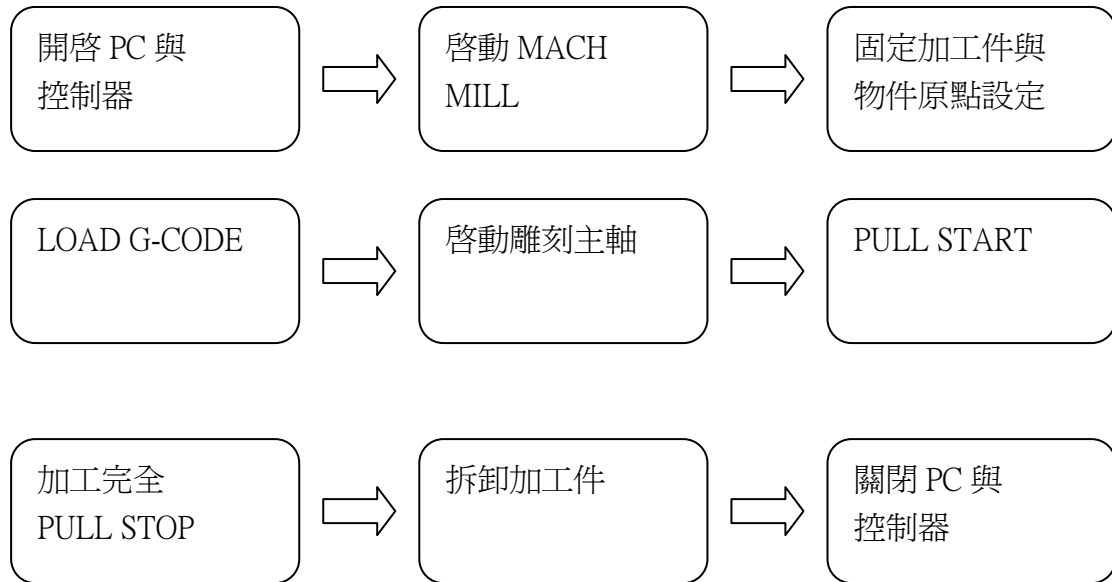 開啓 PC 與
控制器
啓動 MACH
MILL
固定加工件與
物件原點設定
LOAD G-CODE
啓動雕刻主軸
PULL START
加工完全
PULL STOP
拆卸加工件
關閉 PC 與
控制器